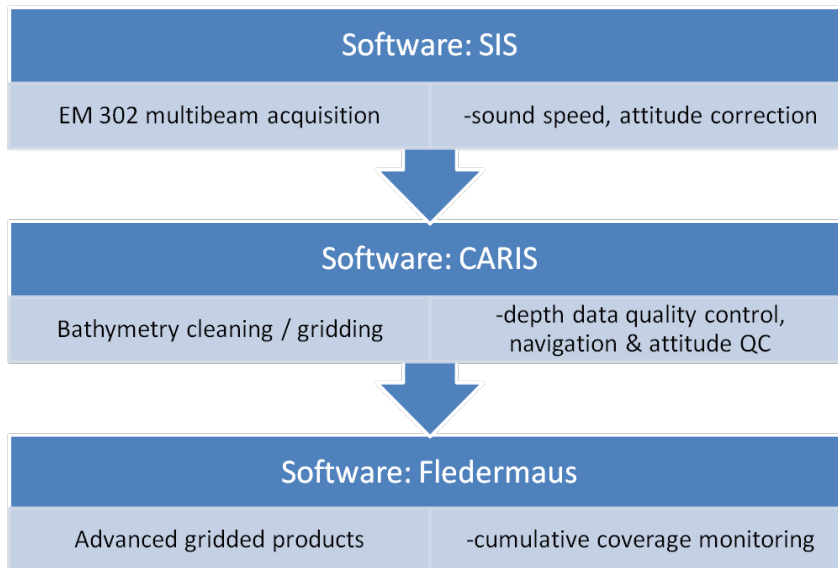 Software: SIS
EM 302 multibeam acquisition
-sound speed, attitude correction
Software: CARIS
Bathymetry cleaning / gridding
-depth data quality control,
navigation & attitude QC
Software: Fledermaus
Advanced gridded products
-cumulative coverage monitoring